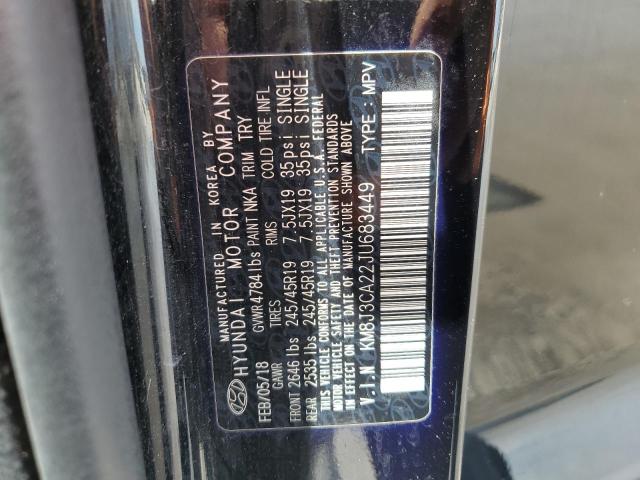 MANUFACTURED IN KOREA BY
HYUNDAI MOTOR COMPANY
FEB/05/18 GVWR 4784 lbs PAINT NKA TRIM TRY
GAWR TIRES RIMS COLD TIRE INFL
FRONT 2646 lbs 245/45R19 7.5JX19 35psi SINGLE
REAR 2535 lbs 245/45R19 7.5JX19 35psi SINGLE
THIS VEHICLE CONFORMS TO ALL APPLICABLE U.S.A. FEDERAL
MOTOR VEHICLE SAFETY AND THEFT PREVENTION STANDARDS
IN EFFECT ON THE DATE OF MANUFACTURE SHOWN ABOVE
V.I.N : KM8J3CA22JU683449 TYPE : MPV